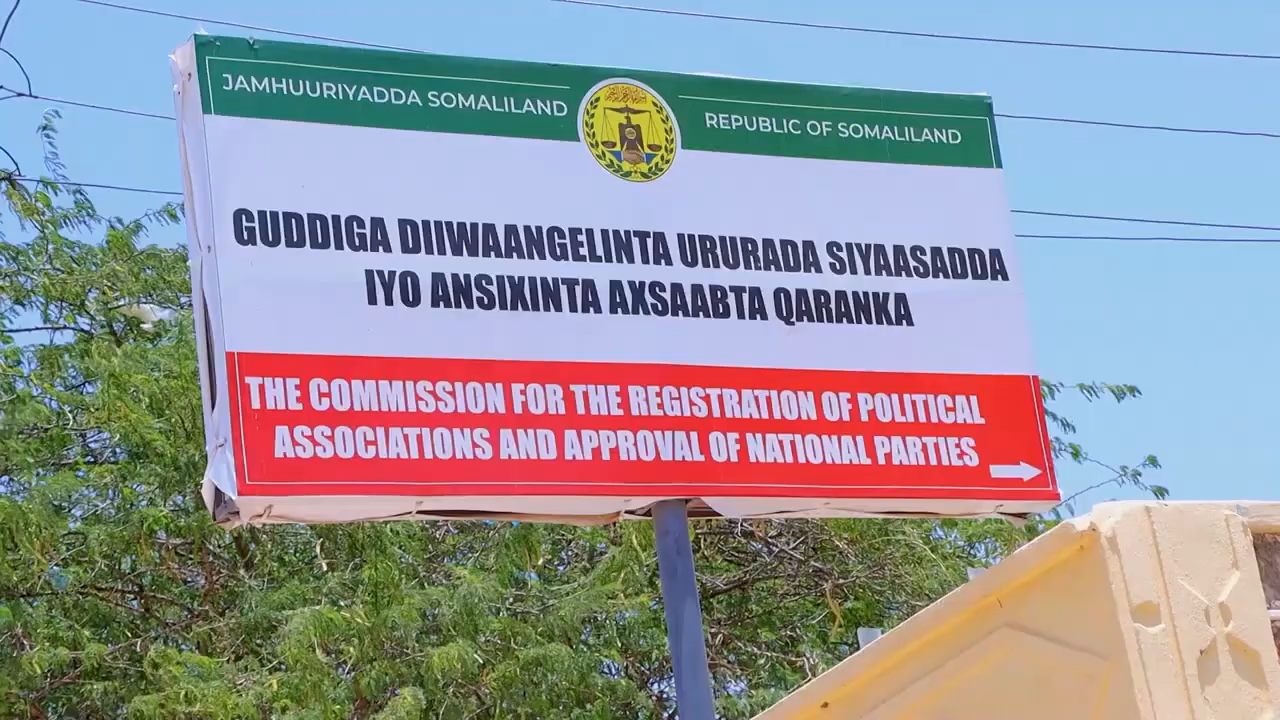 JAMHUURIYADDA SOMALILAND
REPUBLIC OF SOMALILAND
GUDDIGA DIIWAANGELINTA URURADA SIYAASADDA
IYO ANSIXINTA AXSAABTA QARANKA
THE COMMISSION FOR THE REGISTRATION OF POLITICAL
ASSOCIATIONS AND APPROVAL OF NATIONAL PARTIES